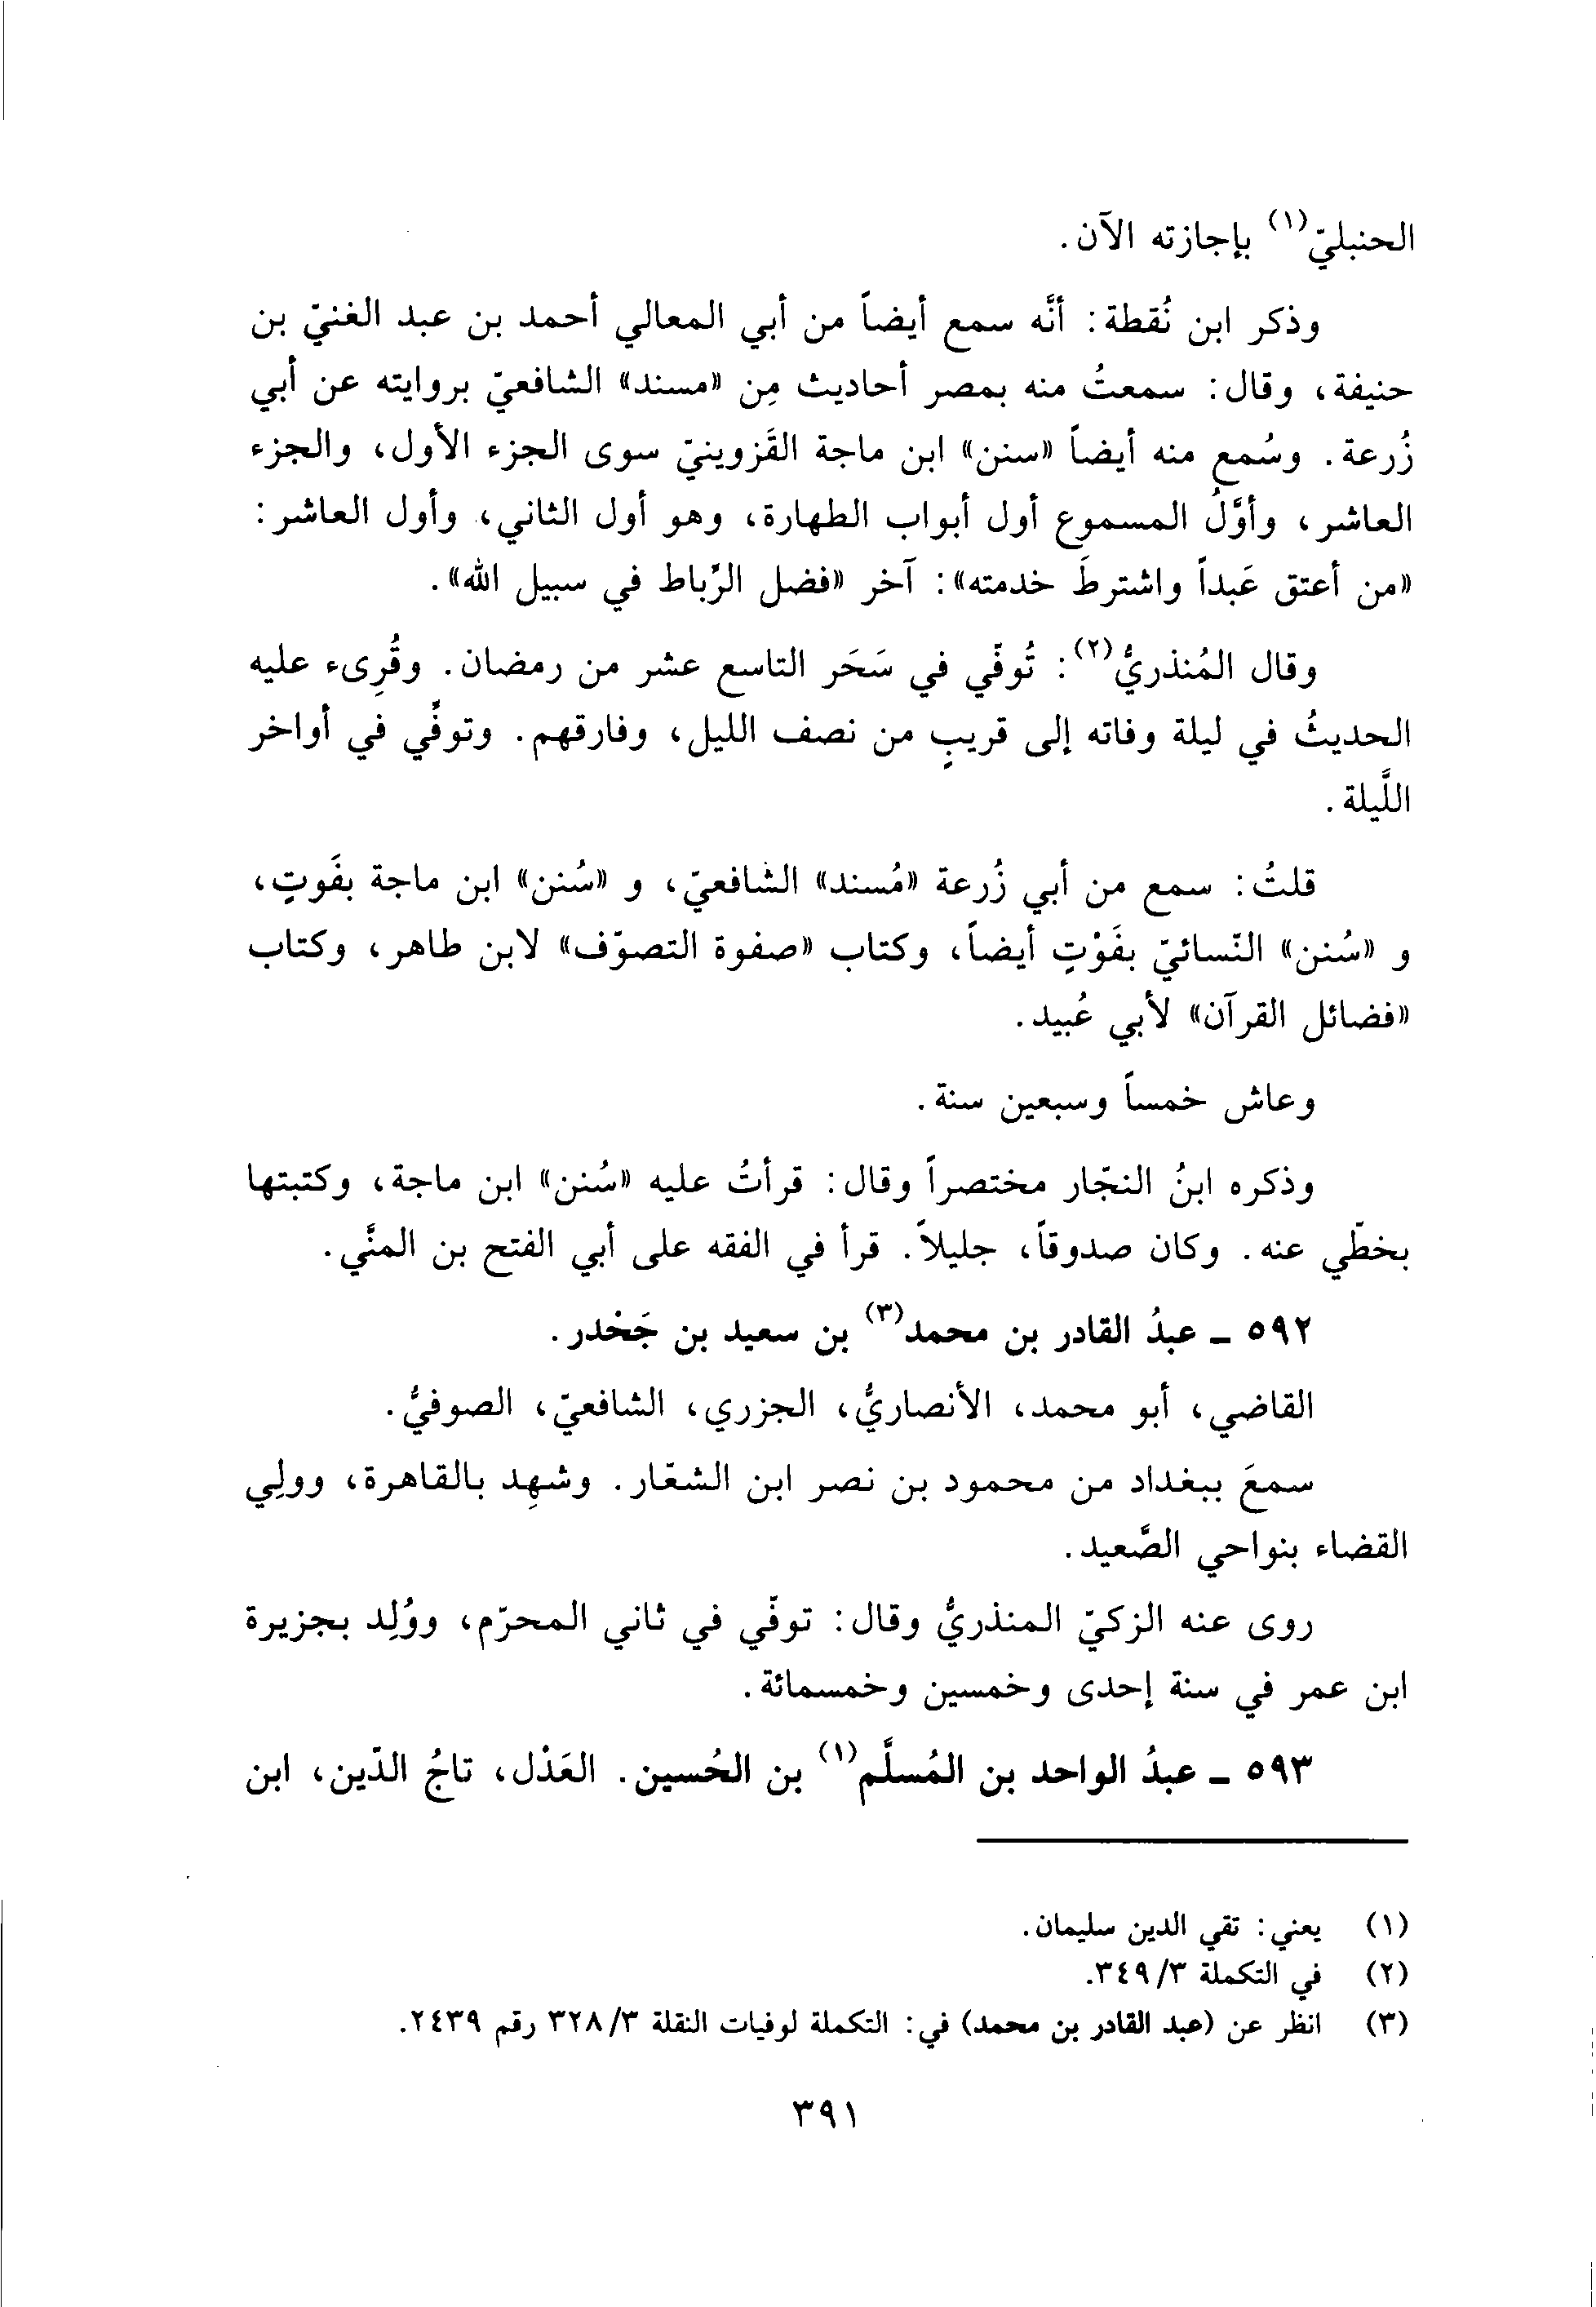 الحنبليّ(١) بإجازته الآن.
وذكر ابن نُقطة: أنَّه سمع أيضاً من أبي المعالي أحمد بن عبد الغنيّ بن
حنيفة، وقال: سمعتُ منه بمصر أحاديث مِن «مسند» الشافعيّ بروايته عن أبي
زُرعة. وسُمع منه أيضاً «سنن» ابن ماجة القَزوينيّ سوى الجزء الأول، والجزء
العاشر، وأوَّلُ المسموع أول أبواب الطهارة، وهو أول الثاني، وأول العاشر:
«من أعتق عَبداً واشترطَ خدمته»: آخر «فضل الرِّباط في سبيل الله».
وقال المُنذريُّ(٢): تُوفّي في سَحَر التاسع عشر من رمضان. وقُرِىء عليه
الحديثُ في ليلة وفاته إلى قريبٍ من نصف الليل، وفارقهم. وتوفِّي في أواخر
اللَّيلة.
قلتُ: سمع من أبي زُرعة «مُسند» الشافعيّ، و «سُنن» ابن ماجة بفَوتٍ،
و «سُنن» النّسائيّ بفَوْتٍ أيضاً، وكتاب «صفوة التصوّف» لابن طاهر، وكتاب
«فضائل القرآن» لأبي عُبيد.
وعاش خمساً وسبعين سنة.
وذكره ابنُ النجّار مختصراً وقال: قرأتُ عليه «سُنن» ابن ماجة، وكتبتها
بخطّي عنه. وكان صدوقاً، جليلاً. قرأ في الفقه على أبي الفتح بن المنَّي.
٥٩٢ ـ عبدُ القادر بن محمد(٣) بن سعيد بن جَخدر.
القاضي، أبو محمد، الأنصاريُّ، الجزري، الشافعيّ، الصوفيُّ.
سمعَ ببغداد من محمود بن نصر ابن الشعّار. وشهِد بالقاهرة، وولِي
القضاء بنواحي الصَّعيد.
روى عنه الزكيّ المنذريُّ وقال: توفّي في ثاني المحرّم، ووُلِد بجزيرة
ابن عمر في سنة إحدى وخمسين وخمسمائة.
٥٩٣ ـ عبدُ الواحد بن المُسلَّم(١) بن الحُسين. العَدْل، تاجُ الدّين، ابن
(١) يعني: تقي الدين سليمان.
(٢) في التكملة ٣/ ٣٤٩.
(٣) انظر عن (عبد القادر بن محمد) في: التكملة لوفيات النقلة ٣/ ٣٢٨ رقم ٢٤٣٩.
٣٩١